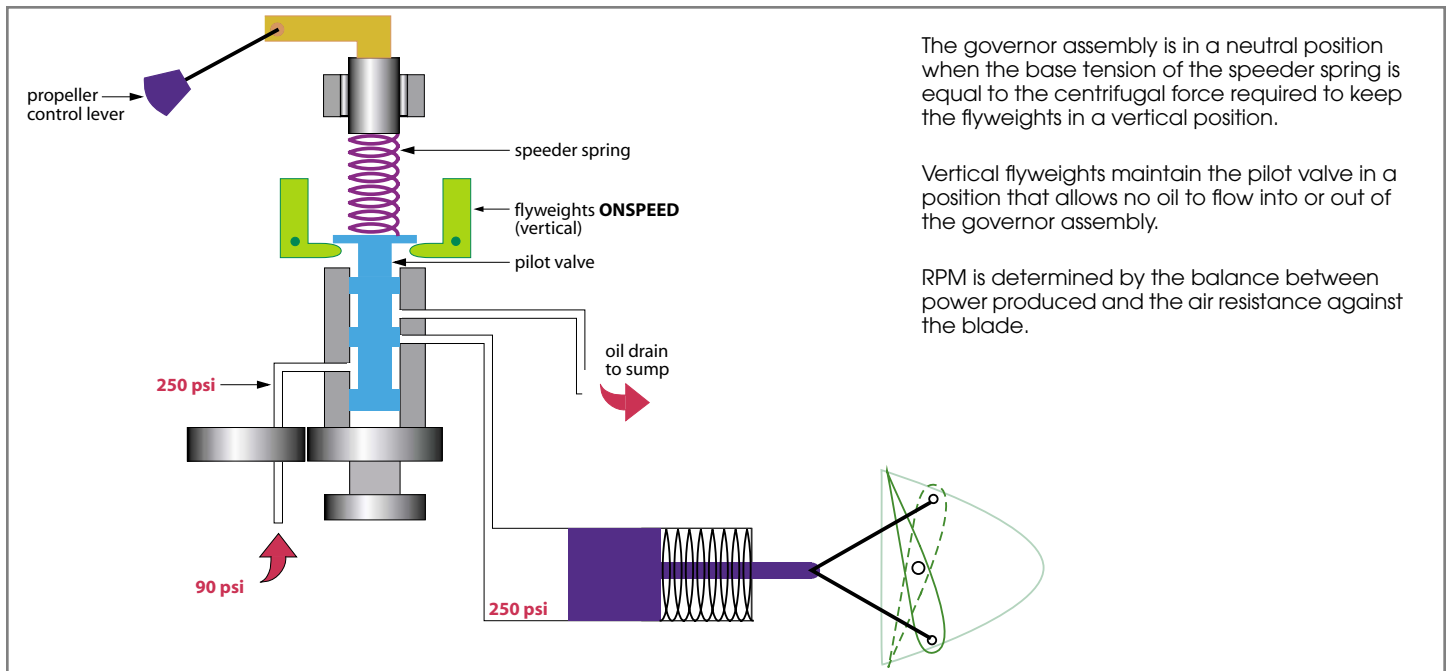 propeller
control lever
speeder spring
flyweights ONSPEED
(vertical)
pilot valve
250 psi
oil drain
to sump
90 psi
250 psi
The governor assembly is in a neutral position
when the base tension of the speeder spring is
equal to the centrifugal force required to keep
the flyweights in a vertical position.
Vertical flyweights maintain the pilot valve in a
position that allows no oil to flow into or out of
the governor assembly.
RPM is determined by the balance between
power produced and the air resistance against
the blade.